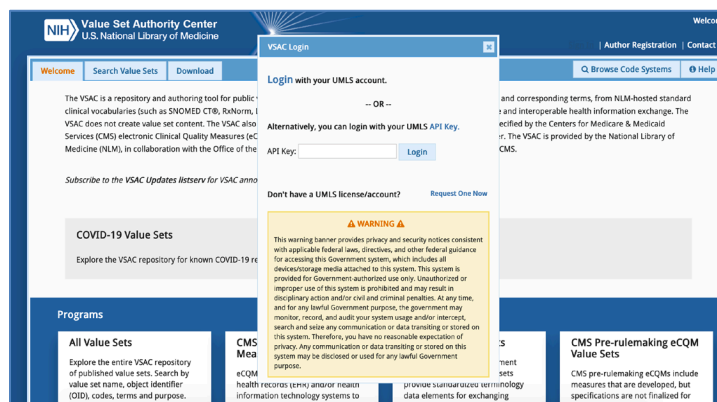 NIH Value Set Authority Center
U.S. National Library of Medicine
Welco
| Author Registration | Contact
Welcome Search Value Sets Download
Browse Code Systems Help
The VSAC is a repository and authoring tool for public
clinical vocabularies (such as SNOMED CT®, RxNorm, L
VSAC does not create value set content. The VSAC also
Services (CMS) electronic Clinical Quality Measures (eC
Medicine (NLM), in collaboration with the Office of the
and corresponding terms, from NLM-hosted standard
e and interoperable health information exchange. The
ecified by the Centers for Medicare & Medicaid
er. The VSAC is provided by the National Library of
CMS.
Subscribe to the VSAC Updates listserv for VSAC anno
COVID-19 Value Sets
Explore the VSAC repository for known COVID-19 re
VSAC Login
Login with your UMLS account.
-- OR --
Alternatively, you can login with your UMLS API Key.
API Key: Login
Don't have a UMLS license/account? Request One Now
WARNING
This warning banner provides privacy and security notices consistent
with applicable federal laws, directives, and other federal guidance
for accessing this Government system, which includes all
devices/storage media attached to this system. This system is
provided for Government-authorized use only. Unauthorized or
improper use of this system is prohibited and may result in
disciplinary action and/or civil and criminal penalties. At any time,
and for any lawful Government purpose, the government may
monitor, record, and audit your system usage and/or intercept,
search and seize any communication or data transiting or stored on
this system. Therefore, you have no reasonable expectation of
privacy. Any communication or data transiting or stored on this
system may be disclosed or used for any lawful Government
purpose.
Programs
All Value Sets
Explore the entire VSAC repository
of published value sets. Search by
value set name, object identifier
(OID), codes, terms and purpose.
CMS
Mea
eCQM
health records (EHR) and/or health
information technology systems to
ts
ment
sets
provide standardized terminology
data elements for exchanging
CMS Pre-rulemaking eCQM
Value Sets
CMS pre-rulemaking eCQMs include
measures that are developed, but
specifications are not finalized for